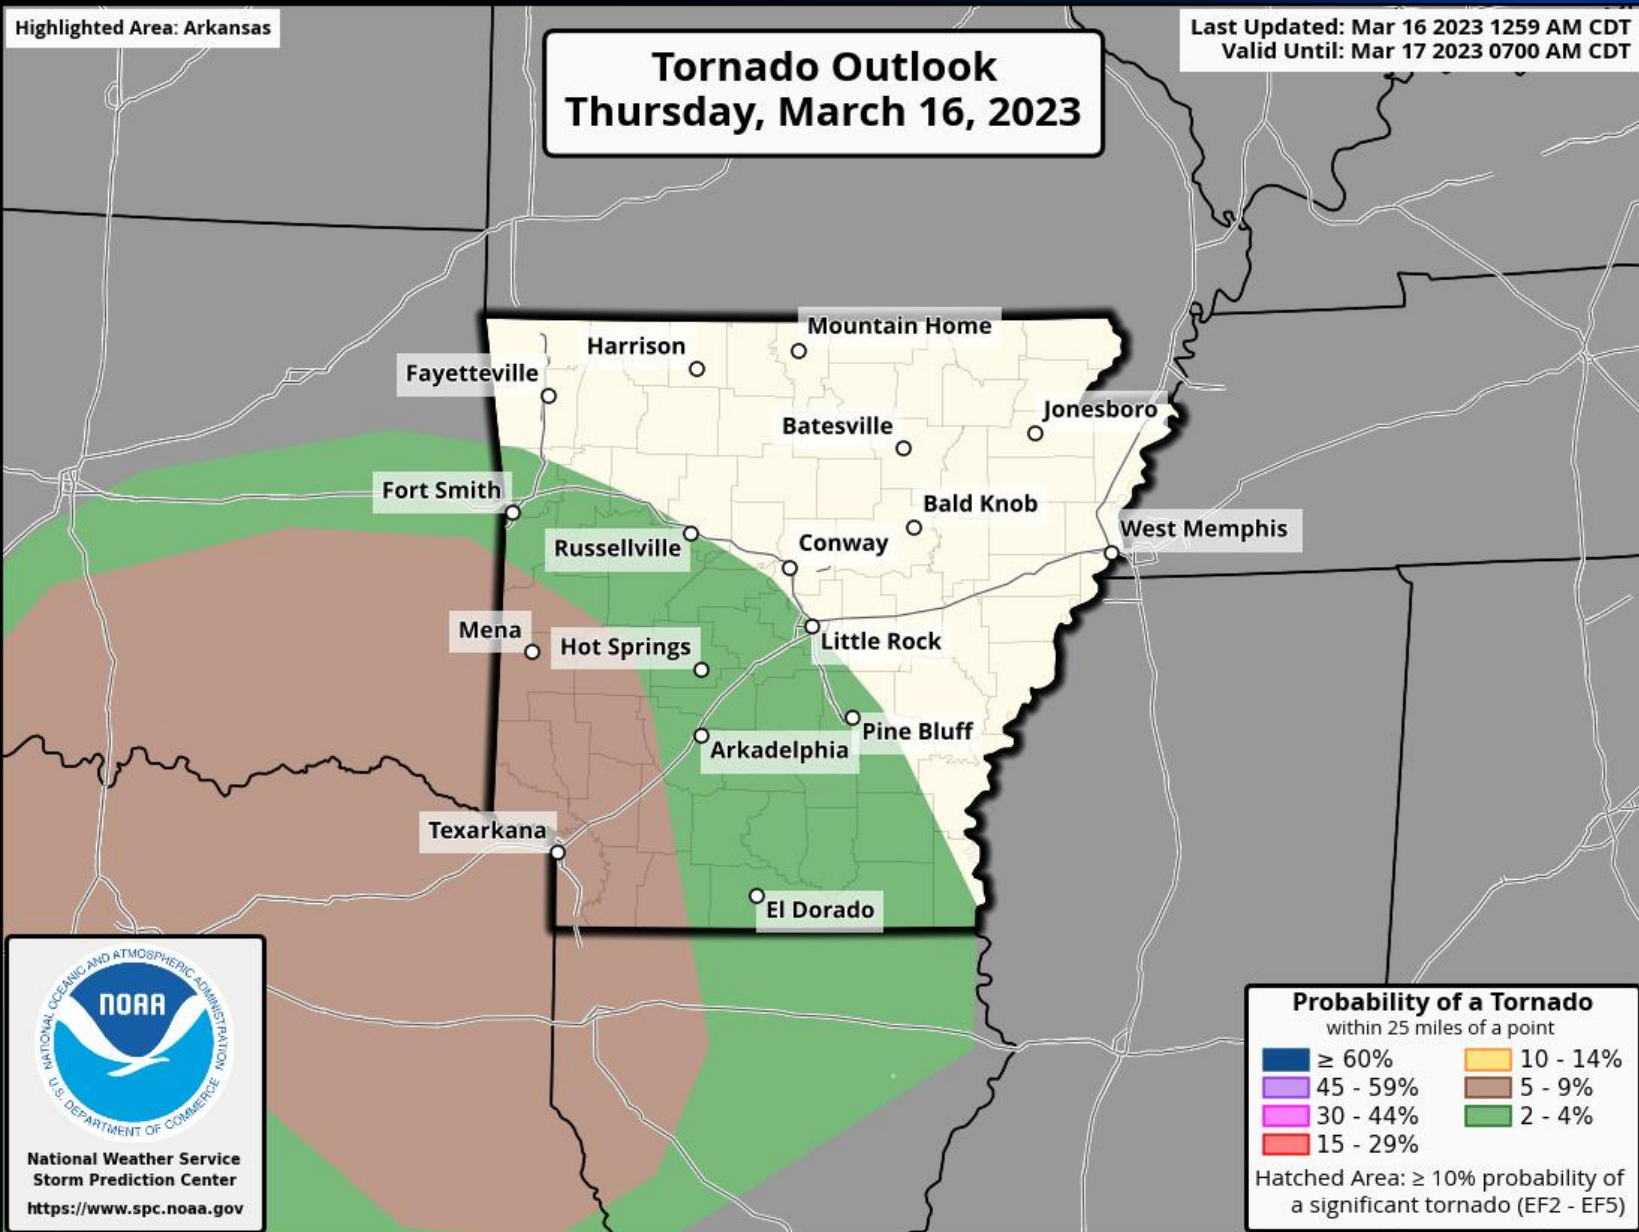 Highlighted Area: Arkansas
Last Updated: Mar 16 2023 1259 AM CDT
Valid Until: Mar 17 2023 0700 AM CDT
Tornado Outlook
Thursday, March 16, 2023
Mountain Home
Harrison
Fayetteville
Jonesboro
Batesville
Fort Smith
Bald Knob
West Memphis
Conway
Russellville
Mena
Hot Springs
Little Rock
Pine Bluff
Arkadelphia
Texarkana
El Dorado
NATIONAL OCEANIC AND ATMOSPHERIC ADMINISTRATION
NOAA
U.S. DEPARTMENT OF COMMERCE
National Weather Service
Storm Prediction Center
https://www.spc.noaa.gov
Probability of a Tornado
within 25 miles of a point
≥ 60% 10 - 14%
45 - 59% 5 - 9%
30 - 44% 2 - 4%
15 - 29%
Hatched Area: ≥ 10% probability of
a significant tornado (EF2 - EF5)